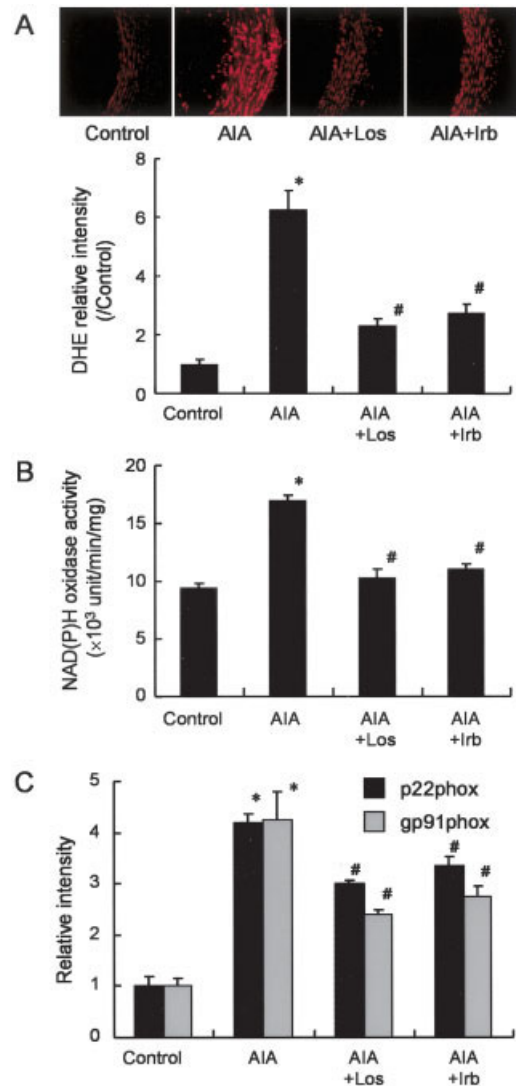 A
Control AIA AIA+Los AIA+Irb
DHE relative intensity
(/Control)
8
6
4
2
0
*
#
#
Control AIA AIA AIA
+Los +Irb
B
NAD(P)H oxidase activity
(×10³ unit/min/mg)
20
15
10
5
0
*
#
#
Control AIA AIA AIA
+Los +Irb
C
Relative intensity
5
4
3
2
1
0
p22phox
gp91phox
* *
# #
# #
Control AIA AIA AIA
+Los +Irb